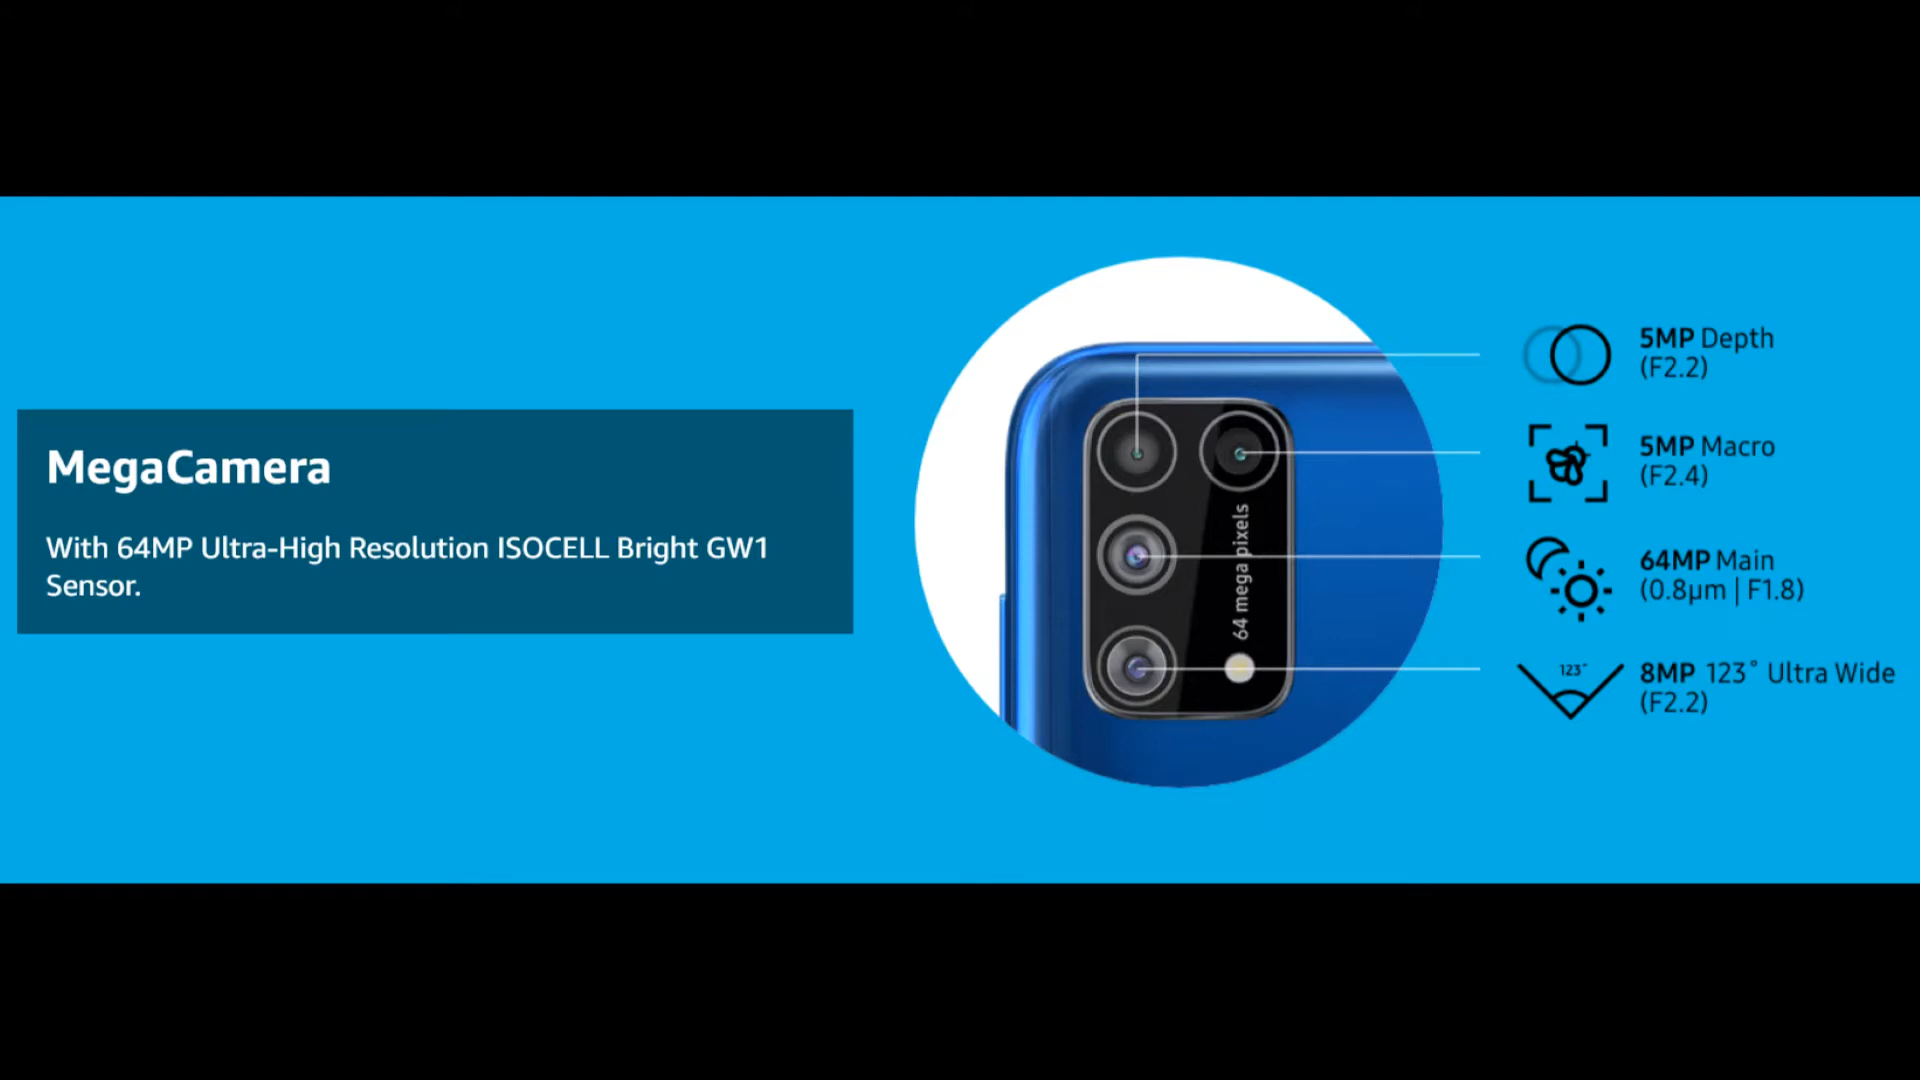 MegaCamera
With 64MP Ultra-High Resolution ISOCELL Bright GW1
Sensor.
64 mega pixels
5MP Depth
(F2.2)
5MP Macro
(F2.4)
64MP Main
(0.8µm | F1.8)
123°
8MP 123° Ultra Wide
(F2.2)